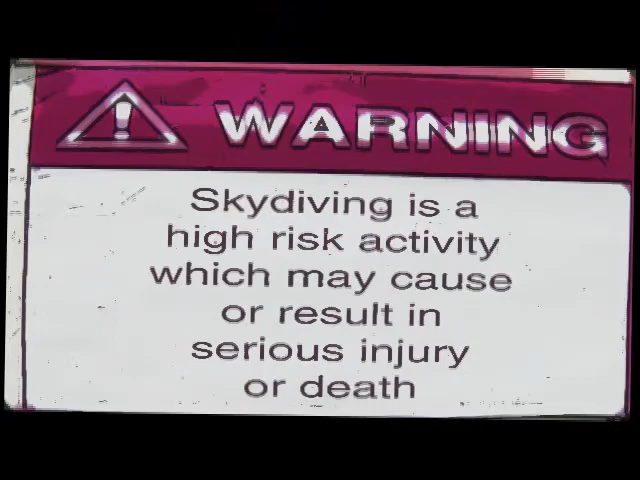 WARNING
Skydiving is a
high risk activity
which may cause
or result in
serious injury
or death